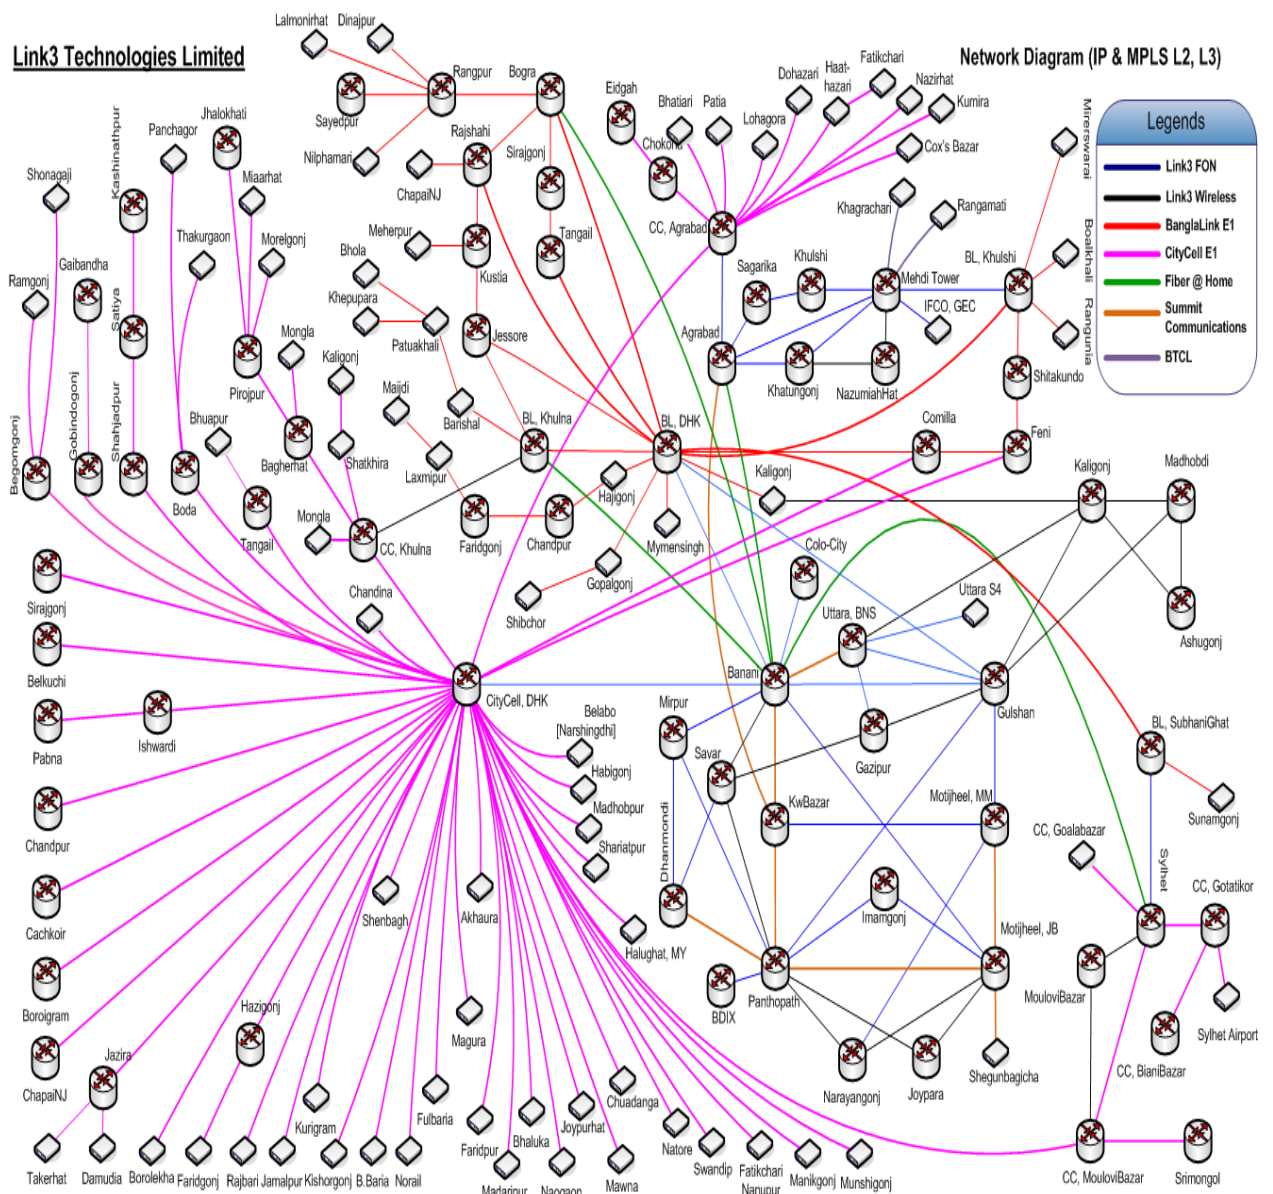 Link3 Technologies Limited
Network Diagram (IP & MPLS L2, L3)
Legends
Link3 FON
Link3 Wireless
BanglaLink E1
CityCell E1
Fiber @ Home
Summit
Communications
BTCL
Lalmonirhat
Dinajpur
Rangpur
Bogra
Sayedpur
Nilphamari
Rajshahi
Sirajgonj
ChapaiNJ
Meherpur
Kustia
Tangail
Bhola
Khepupara
Patuakhali
Jessore
Barishal
BL, Khulna
BL, DHK
Eidgah
Bhatiari
Patia
Chokoria
Lohagora
Dohazari
Haat-
hazari
Fatikchari
Nazirhat
Kumira
Cox's Bazar
CC, Agrabad
Khagrachari
Rangamati
Mirerswarai
Boalkhali
Rangunia
Sagarika
Khulshi
Mehdi Tower
BL, Khulshi
IFCO, GEC
Agrabad
Khatungonj
NazumiahHat
Shitakundo
Comilla
Feni
Kaligonj
Kaligonj
Madhobdi
Ashugonj
Shonagaji
Kashinathpur
Panchagor
Jhalokhati
Miaarhat
Morelgonj
Thakurgaon
Ramgonj
Gaibandha
Satiya
Pirojpur
Mongla
Kaligonj
Begomgonj
Gobindogonj
Shahjadpur
Boda
Bhuapur
Bagherhat
Shatkhira
Tangail
Mongla
CC, Khulna
Maijdi
Laxmipur
Faridgonj
Chandpur
Hajigonj
Mymensingh
Gopalgonj
Shibchor
Chandina
Sirajgonj
Belkuchi
Pabna
Ishwardi
Chandpur
Cachkoir
Boroigram
ChapaiNJ
CityCell, DHK
Colo-City
Uttara, BNS
Uttara S4
Banani
Gulshan
Mirpur
Savar
Gazipur
Dhanmondi
KwBazar
Motijheel, MM
Imamgonj
Motijheel, JB
BDIX
Panthopath
Narayangonj
Joypara
Shegunbagicha
BL, SubhaniGhat
Sunamgonj
CC, Goalabazar
Sylhet
CC, Gotatikor
MouloviBazar
CC, BianiBazar
Sylhet Airport
CC, MouloviBazar
Srimongol
Belabo
[Narshingdhi]
Habigonj
Madhobpur
Shariatpur
Halughat, MY
Shenbagh
Akhaura
Magura
Hazigonj
Jazira
Takerhat
Damudia
Borolekha
Faridgonj
Rajbari
Jamalpur
Kurigram
Kishorgonj
B.Baria
Norail
Fulbaria
Faridpur
Madaripur
Bhaluka
Naogaon
Joypurhat
Chuadanga
Mawna
Natore
Swandip
Fatikchari
Nanupur
Manikgonj
Munshigonj